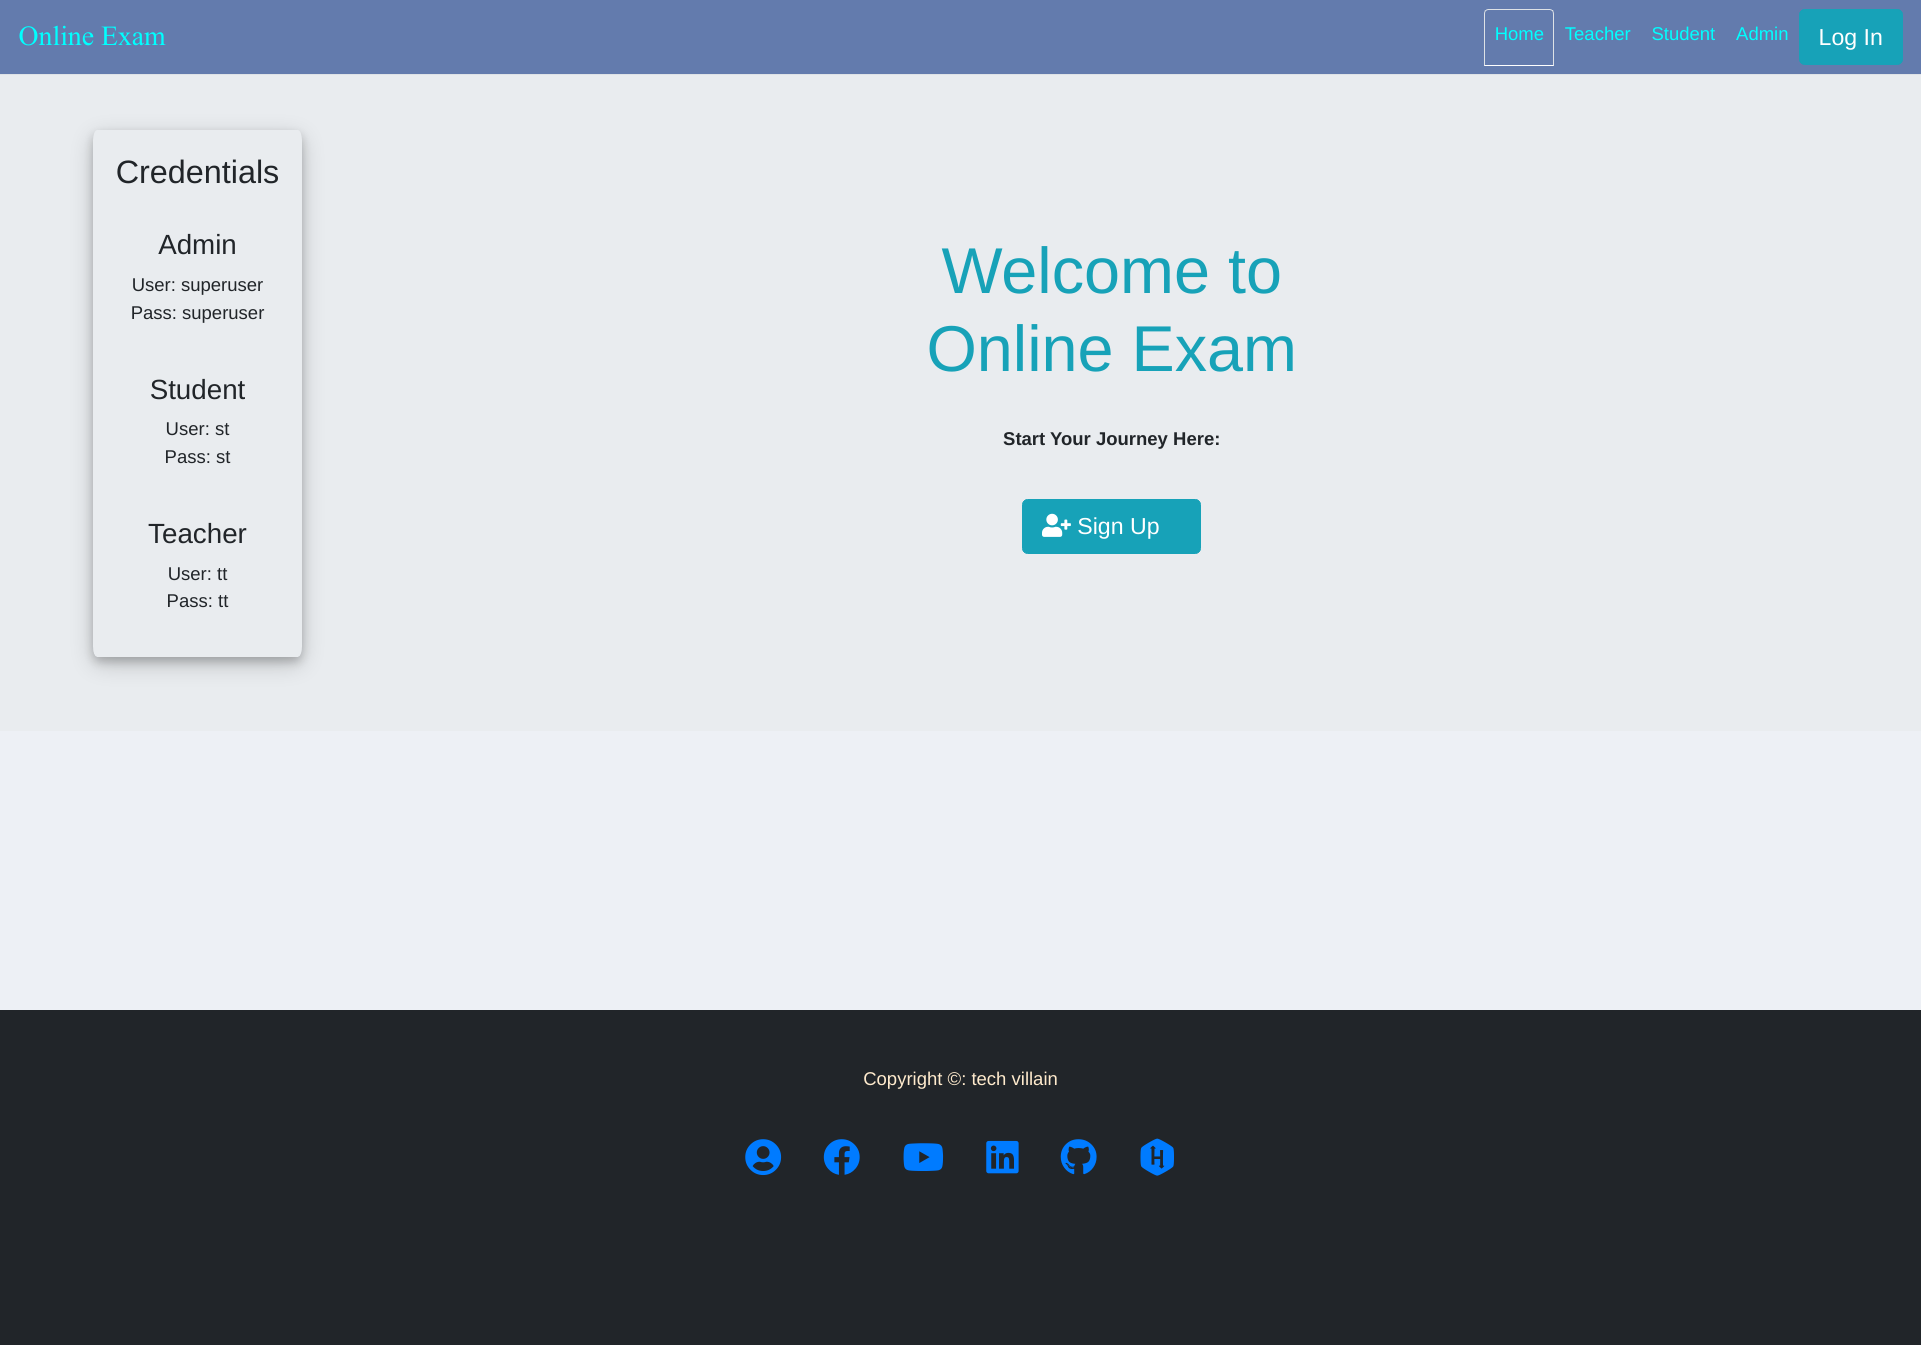 Online Exam
Home Teacher Student Admin Log In
Credentials
Admin
User: superuser
Pass: superuser
Student
User: st
Pass: st
Teacher
User: tt
Pass: tt
Welcome to
Online Exam
Start Your Journey Here:
Sign Up
Copyright ©: tech villain